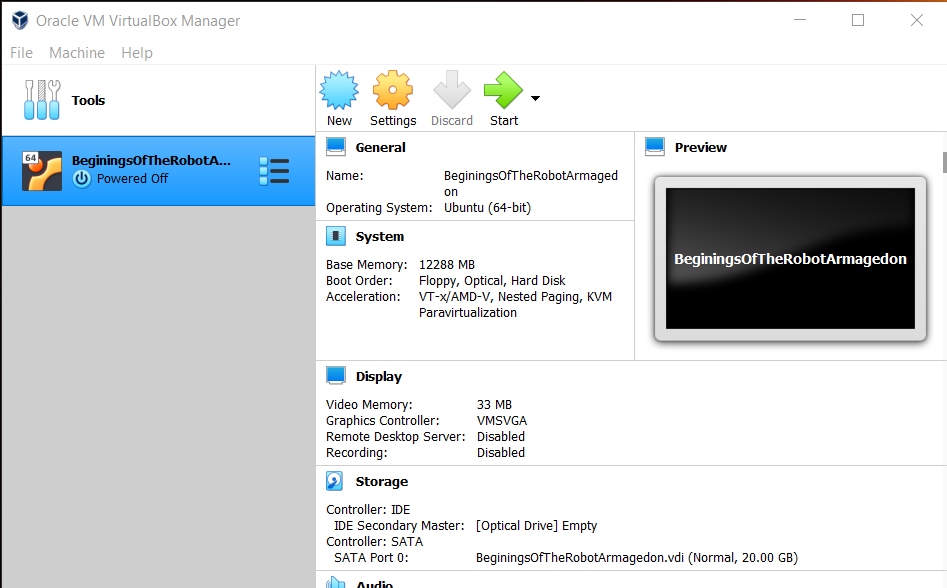 Oracle VM VirtualBox Manager
File Machine Help
Tools
New Settings Discard Start
64
BeginingsOfTheRobotA...
Powered Off
General
Name: BeginingsOfTheRobotArmaged
on
Operating System: Ubuntu (64-bit)
Preview
BeginingsOfTheRobotArmagedon
System
Base Memory: 12288 MB
Boot Order: Floppy, Optical, Hard Disk
Acceleration: VT-x/AMD-V, Nested Paging, KVM
Paravirtualization
Display
Video Memory: 33 MB
Graphics Controller: VMSVGA
Remote Desktop Server: Disabled
Recording: Disabled
Storage
Controller: IDE
IDE Secondary Master: [Optical Drive] Empty
Controller: SATA
SATA Port 0: BeginingsOfTheRobotArmagedon.vdi (Normal, 20.00 GB)
Audio